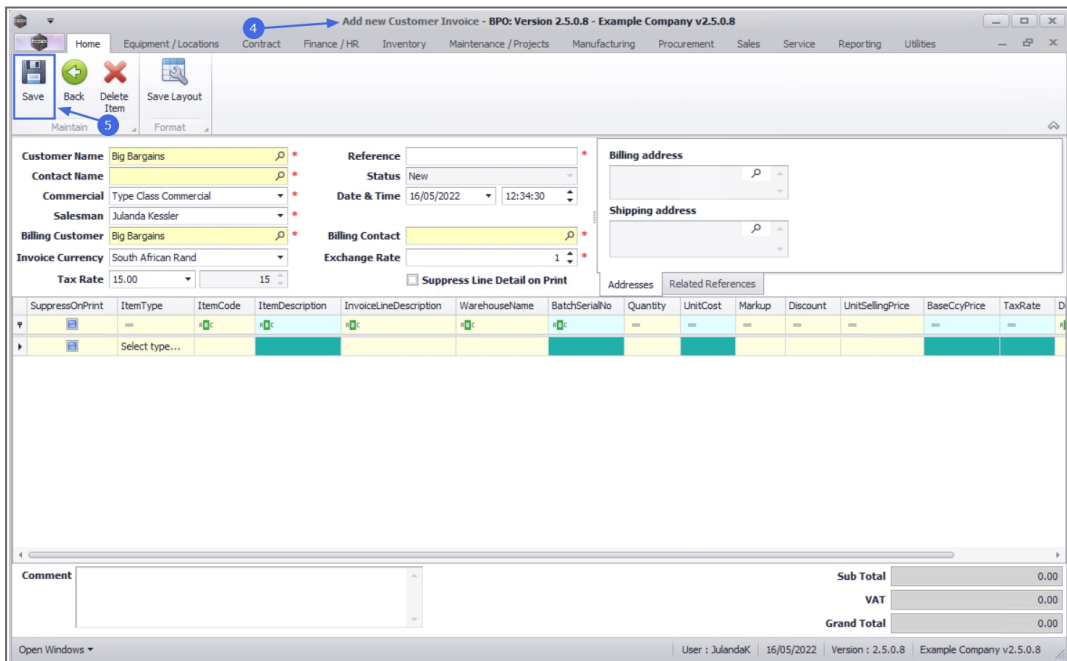 4
Add new Customer Invoice - BPO: Version 2.5.0.8 - Example Company v2.5.0.8
Home Equipment / Locations Contract Finance / HR Inventory Maintenance / Projects Manufacturing Procurement Sales Service Reporting Utilities
Save Back Delete Item Save Layout
Maintain 5 Format
Customer Name Big Bargains * Reference * Billing address
Contact Name * Status New
Commercial Type Class Commercial * Date & Time 16/05/2022 12:34:30
Salesman Julanda Kessler * Shipping address
Billing Customer Big Bargains * Billing Contact *
Invoice Currency South African Rand Exchange Rate 1 *
Tax Rate 15.00 15 Suppress Line Detail on Print Addresses Related References
SuppressOnPrint ItemType ItemCode ItemDescription InvoiceLineDescription WarehouseName BatchSerialNo Quantity UnitCost Markup Discount UnitSellingPrice BaseCcyPrice TaxRate D
= ABC ABC ABC ABC ABC = = = = = = =
Select type...
Comment Sub Total 0.00
VAT 0.00
Grand Total 0.00
Open Windows User : JulandaK 16/05/2022 Version : 2.5.0.8 Example Company v2.5.0.8